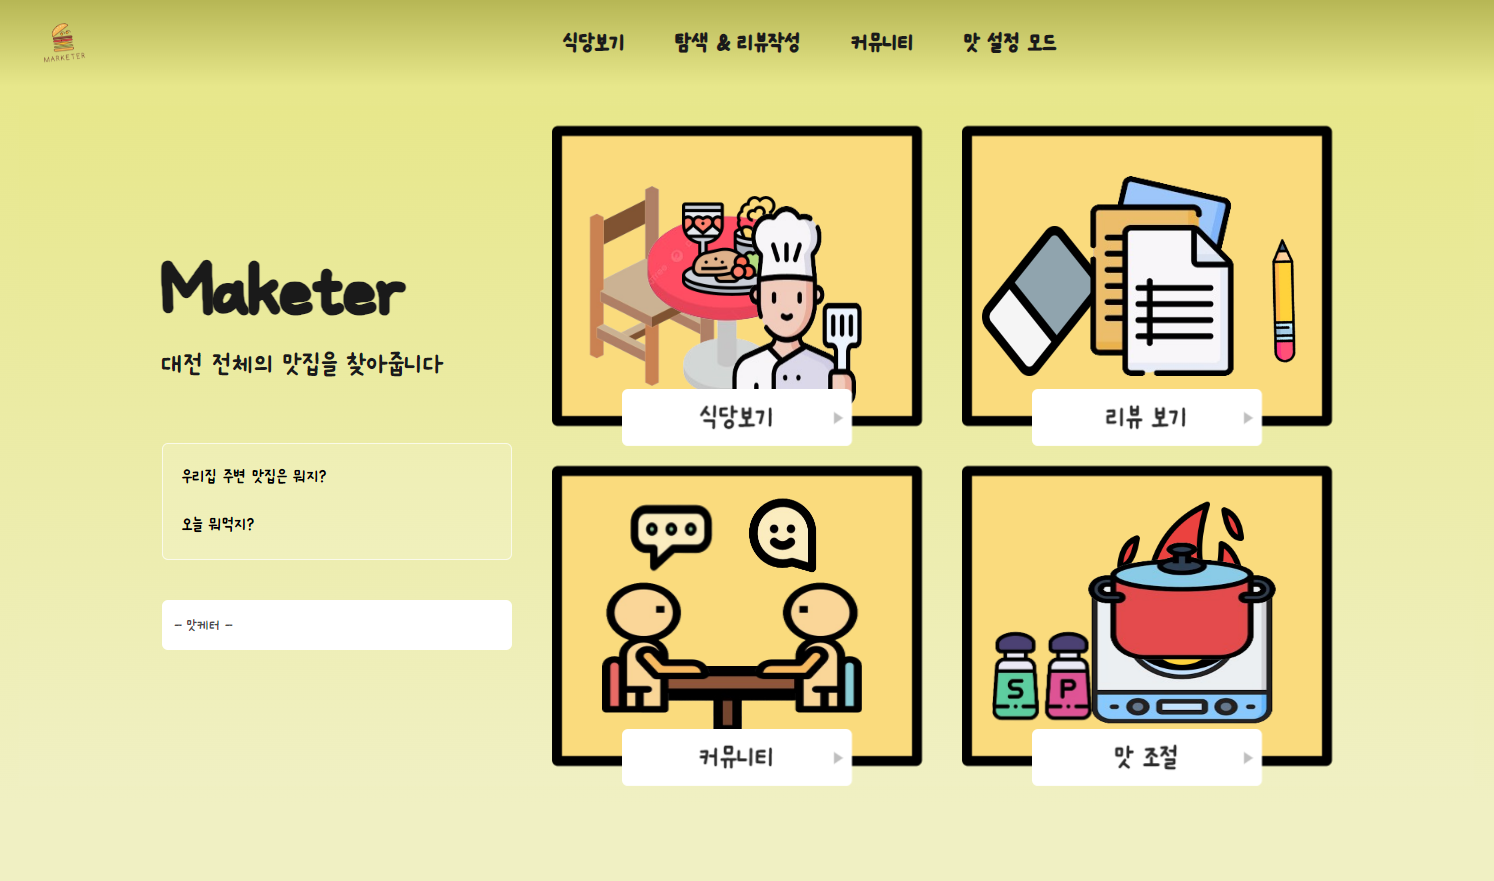 MARKETER
식당보기 탐색 & 리뷰작성 커뮤니티 맛 설정 모드
Maketer
대전 전체의 맛집을 찾아줍니다
우리집 주변 맛집은 뭐지?
오늘 뭐먹지?
- 맛케터 -
식당보기
리뷰 보기
커뮤니티
S P
맛 조절